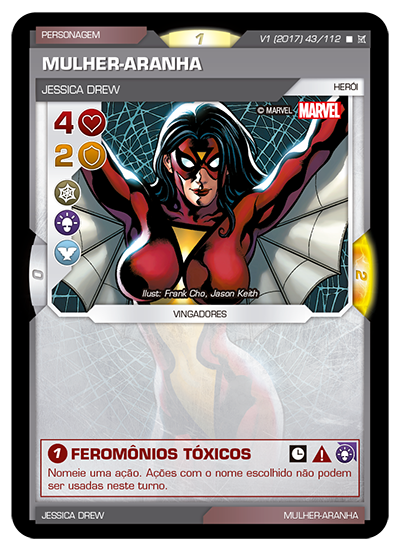 PERSONAGEM
1
V1 (2017) 43/112
MULHER-ARANHA
JESSICA DREW
HERÓI
4
© MARVEL MARVEL
2
0
2
Ilust: Frank Cho, Jason Keith
VINGADORES
1 FEROMÔNIOS TÓXICOS
Nomeie uma ação. Ações com o nome escolhido não podem
ser usadas neste turno.
JESSICA DREW
MULHER-ARANHA